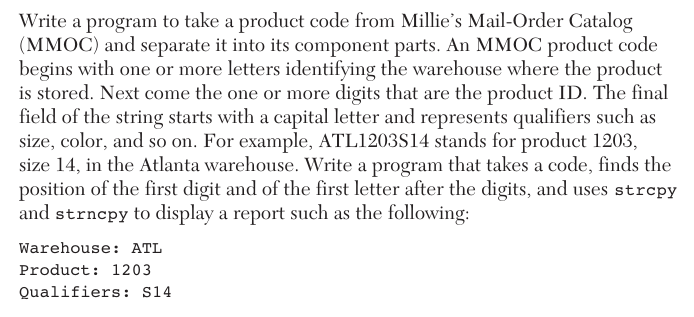 Write a program to take a product code from Millie’s Mail-Order Catalog
(MMOC) and separate it into its component parts. An MMOC product code
begins with one or more letters identifying the warehouse where the product
is stored. Next come the one or more digits that are the product ID. The final
field of the string starts with a capital letter and represents qualifiers such as
size, color, and so on. For example, ATL1203S14 stands for product 1203,
size 14, in the Atlanta warehouse. Write a program that takes a code, finds the
position of the first digit and of the first letter after the digits, and uses strcpy
and strncpy to display a report such as the following:
Warehouse: ATL
Product: 1203
Qualifiers: S14